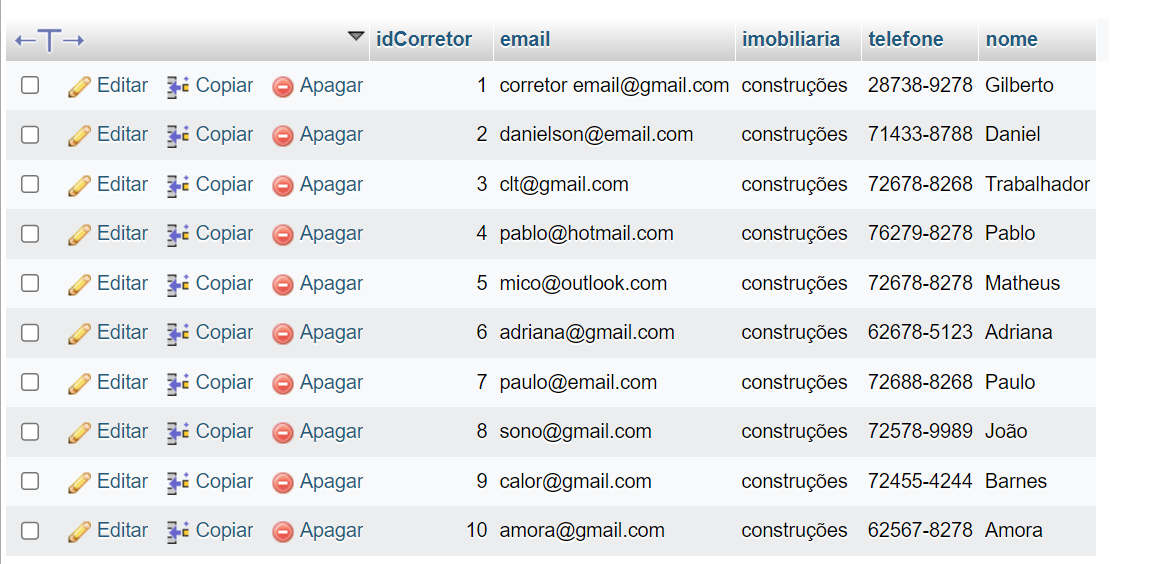 idCorretor email imobiliaria telefone nome
Editar Copiar Apagar 1 corretor email@gmail.com construções 28738-9278 Gilberto
Editar Copiar Apagar 2 danielson@email.com construções 71433-8788 Daniel
Editar Copiar Apagar 3 clt@gmail.com construções 72678-8268 Trabalhador
Editar Copiar Apagar 4 pablo@hotmail.com construções 76279-8278 Pablo
Editar Copiar Apagar 5 mico@outlook.com construções 72678-8278 Matheus
Editar Copiar Apagar 6 adriana@gmail.com construções 62678-5123 Adriana
Editar Copiar Apagar 7 paulo@email.com construções 72688-8268 Paulo
Editar Copiar Apagar 8 sono@gmail.com construções 72578-9989 João
Editar Copiar Apagar 9 calor@gmail.com construções 72455-4244 Barnes
Editar Copiar Apagar 10 amora@gmail.com construções 62567-8278 Amora